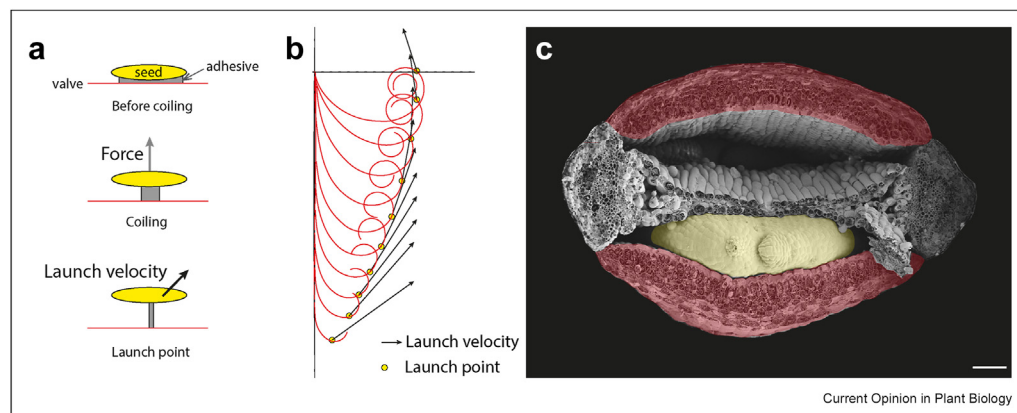 a
seed
adhesive
valve
Before coiling
Force
Coiling
Launch velocity
Launch point
b
Launch velocity
Launch point
c
Current Opinion in Plant Biology